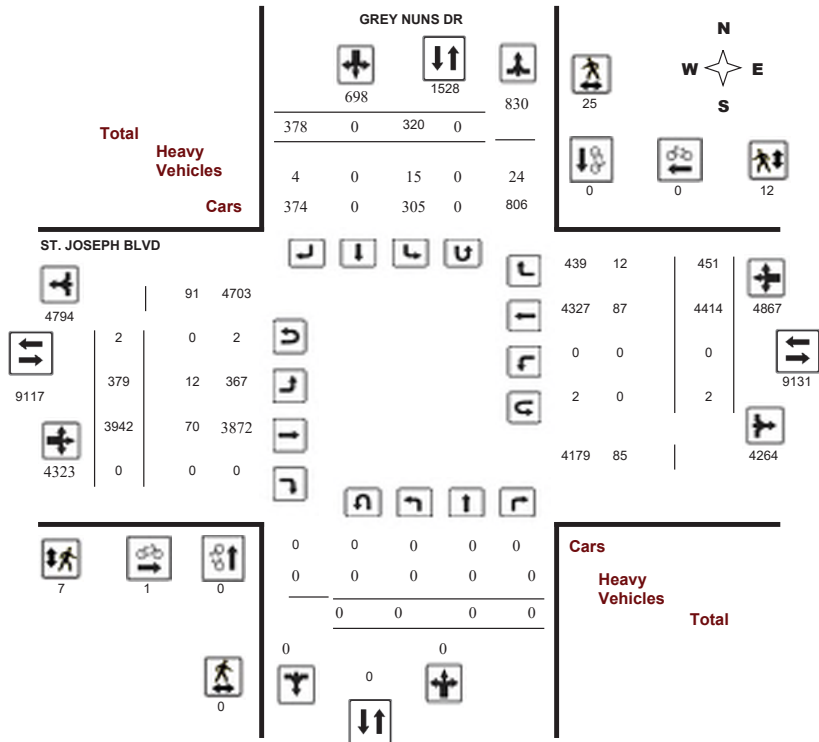 GREY NUNS DR
N
W E
S
698
1528
830
25
Total
378 0 320 0
Heavy
Vehicles
4 0 15 0 24
0 0 12
Cars
374 0 305 0 806
ST. JOSEPH BLVD
439 12 451
4794
91 4703
4327 87 4414 4867
2 0 2
0 0 0
9117
9131
379 12 367
2 0 2
3942 70 3872
4323
4179 85 4264
0 0 0
0 0 0 0 0
Cars
7 1 0
0 0 0 0 0
Heavy
Vehicles
0 0 0 0
Total
0 0
0
0